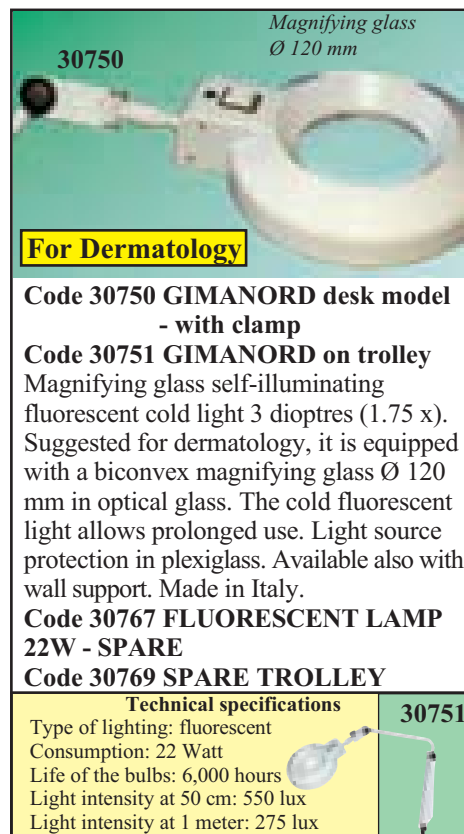 Magnifying glass
Ø 120 mm
30750
For Dermatology
Code 30750 GIMANORD desk model
- with clamp
Code 30751 GIMANORD on trolley
Magnifying glass self-illuminating
fluorescent cold light 3 dioptres (1.75 x).
Suggested for dermatology, it is equipped
with a biconvex magnifying glass Ø 120
mm in optical glass. The cold fluorescent
light allows prolonged use. Light source
protection in plexiglass. Available also with
wall support. Made in Italy.
Code 30767 FLUORESCENT LAMP
22W - SPARE
Code 30769 SPARE TROLLEY
Technical specifications
Type of lighting: fluorescent
Consumption: 22 Watt
Life of the bulbs: 6,000 hours
Light intensity at 50 cm: 550 lux
Light intensity at 1 meter: 275 lux
30751